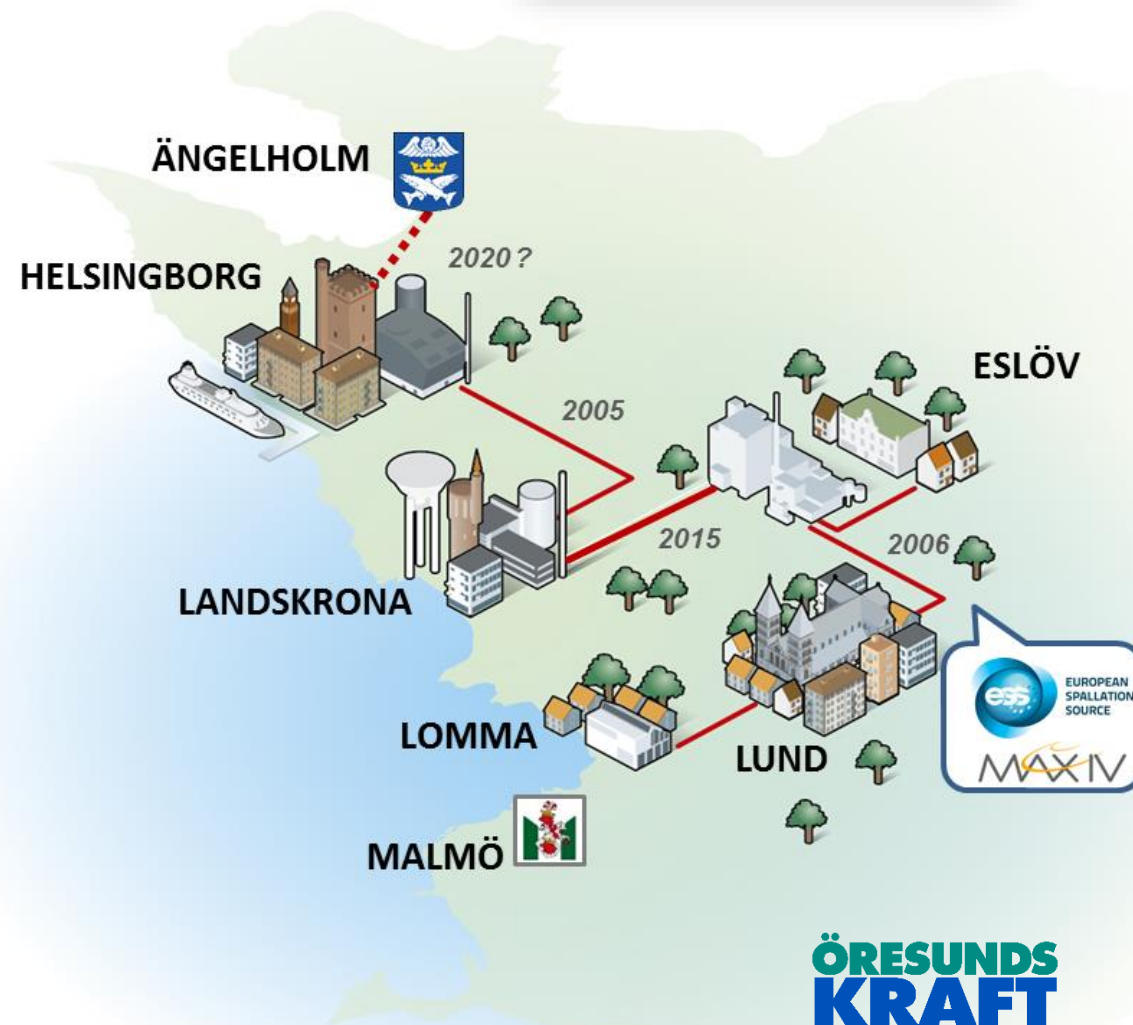 ÄNGELHOLM
2020?
HELSINGBORG
ESLÖV
2005
2015
2006
LANDSKRONA
ess
EUROPEAN
SPALLATION
SOURCE
LOMMA
LUND
MAX IV
MALMÖ
ÖRESUNDS
KRAFT